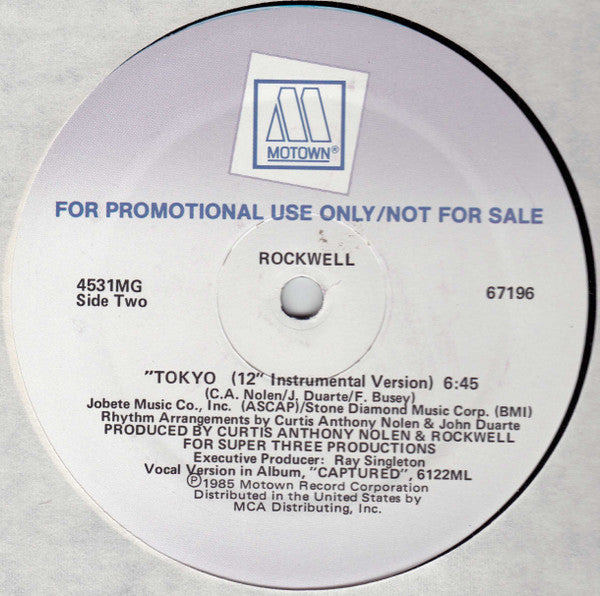 MOTOWN®
FOR PROMOTIONAL USE ONLY/NOT FOR SALE
ROCKWELL
4531MG
Side Two
67196
"TOKYO (12" Instrumental Version) 6:45
(C.A. Nolen/J. Duarte/F. Busey)
Jobete Music Co., Inc. (ASCAP)/Stone Diamond Music Corp. (BMI)
Rhythm Arrangements by Curtis Anthony Nolen & John Duarte
PRODUCED BY CURTIS ANTHONY NOLEN & ROCKWELL
FOR SUPER THREE PRODUCTIONS
Executive Producer: Ray Singleton
Vocal Version in Album, "CAPTURED", 6122ML
Ⓟ1985 Motown Record Corporation
Distributed in the United States by
MCA Distributing, Inc.